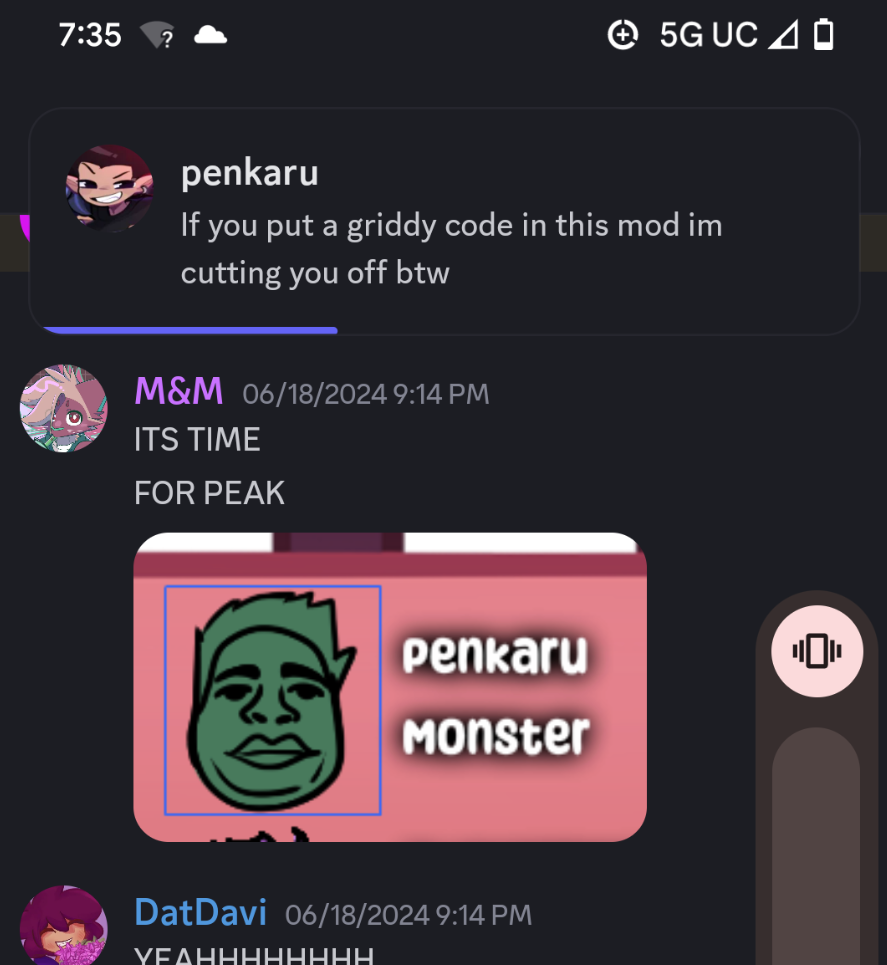 7:35 ? 5G UC
penkaru
If you put a griddy code in this mod im
cutting you off btw
M&M 06/18/2024 9:14 PM
ITS TIME
FOR PEAK
penkaru
monster
DatDavi 06/18/2024 9:14 PM
YEAHHHHHHHH